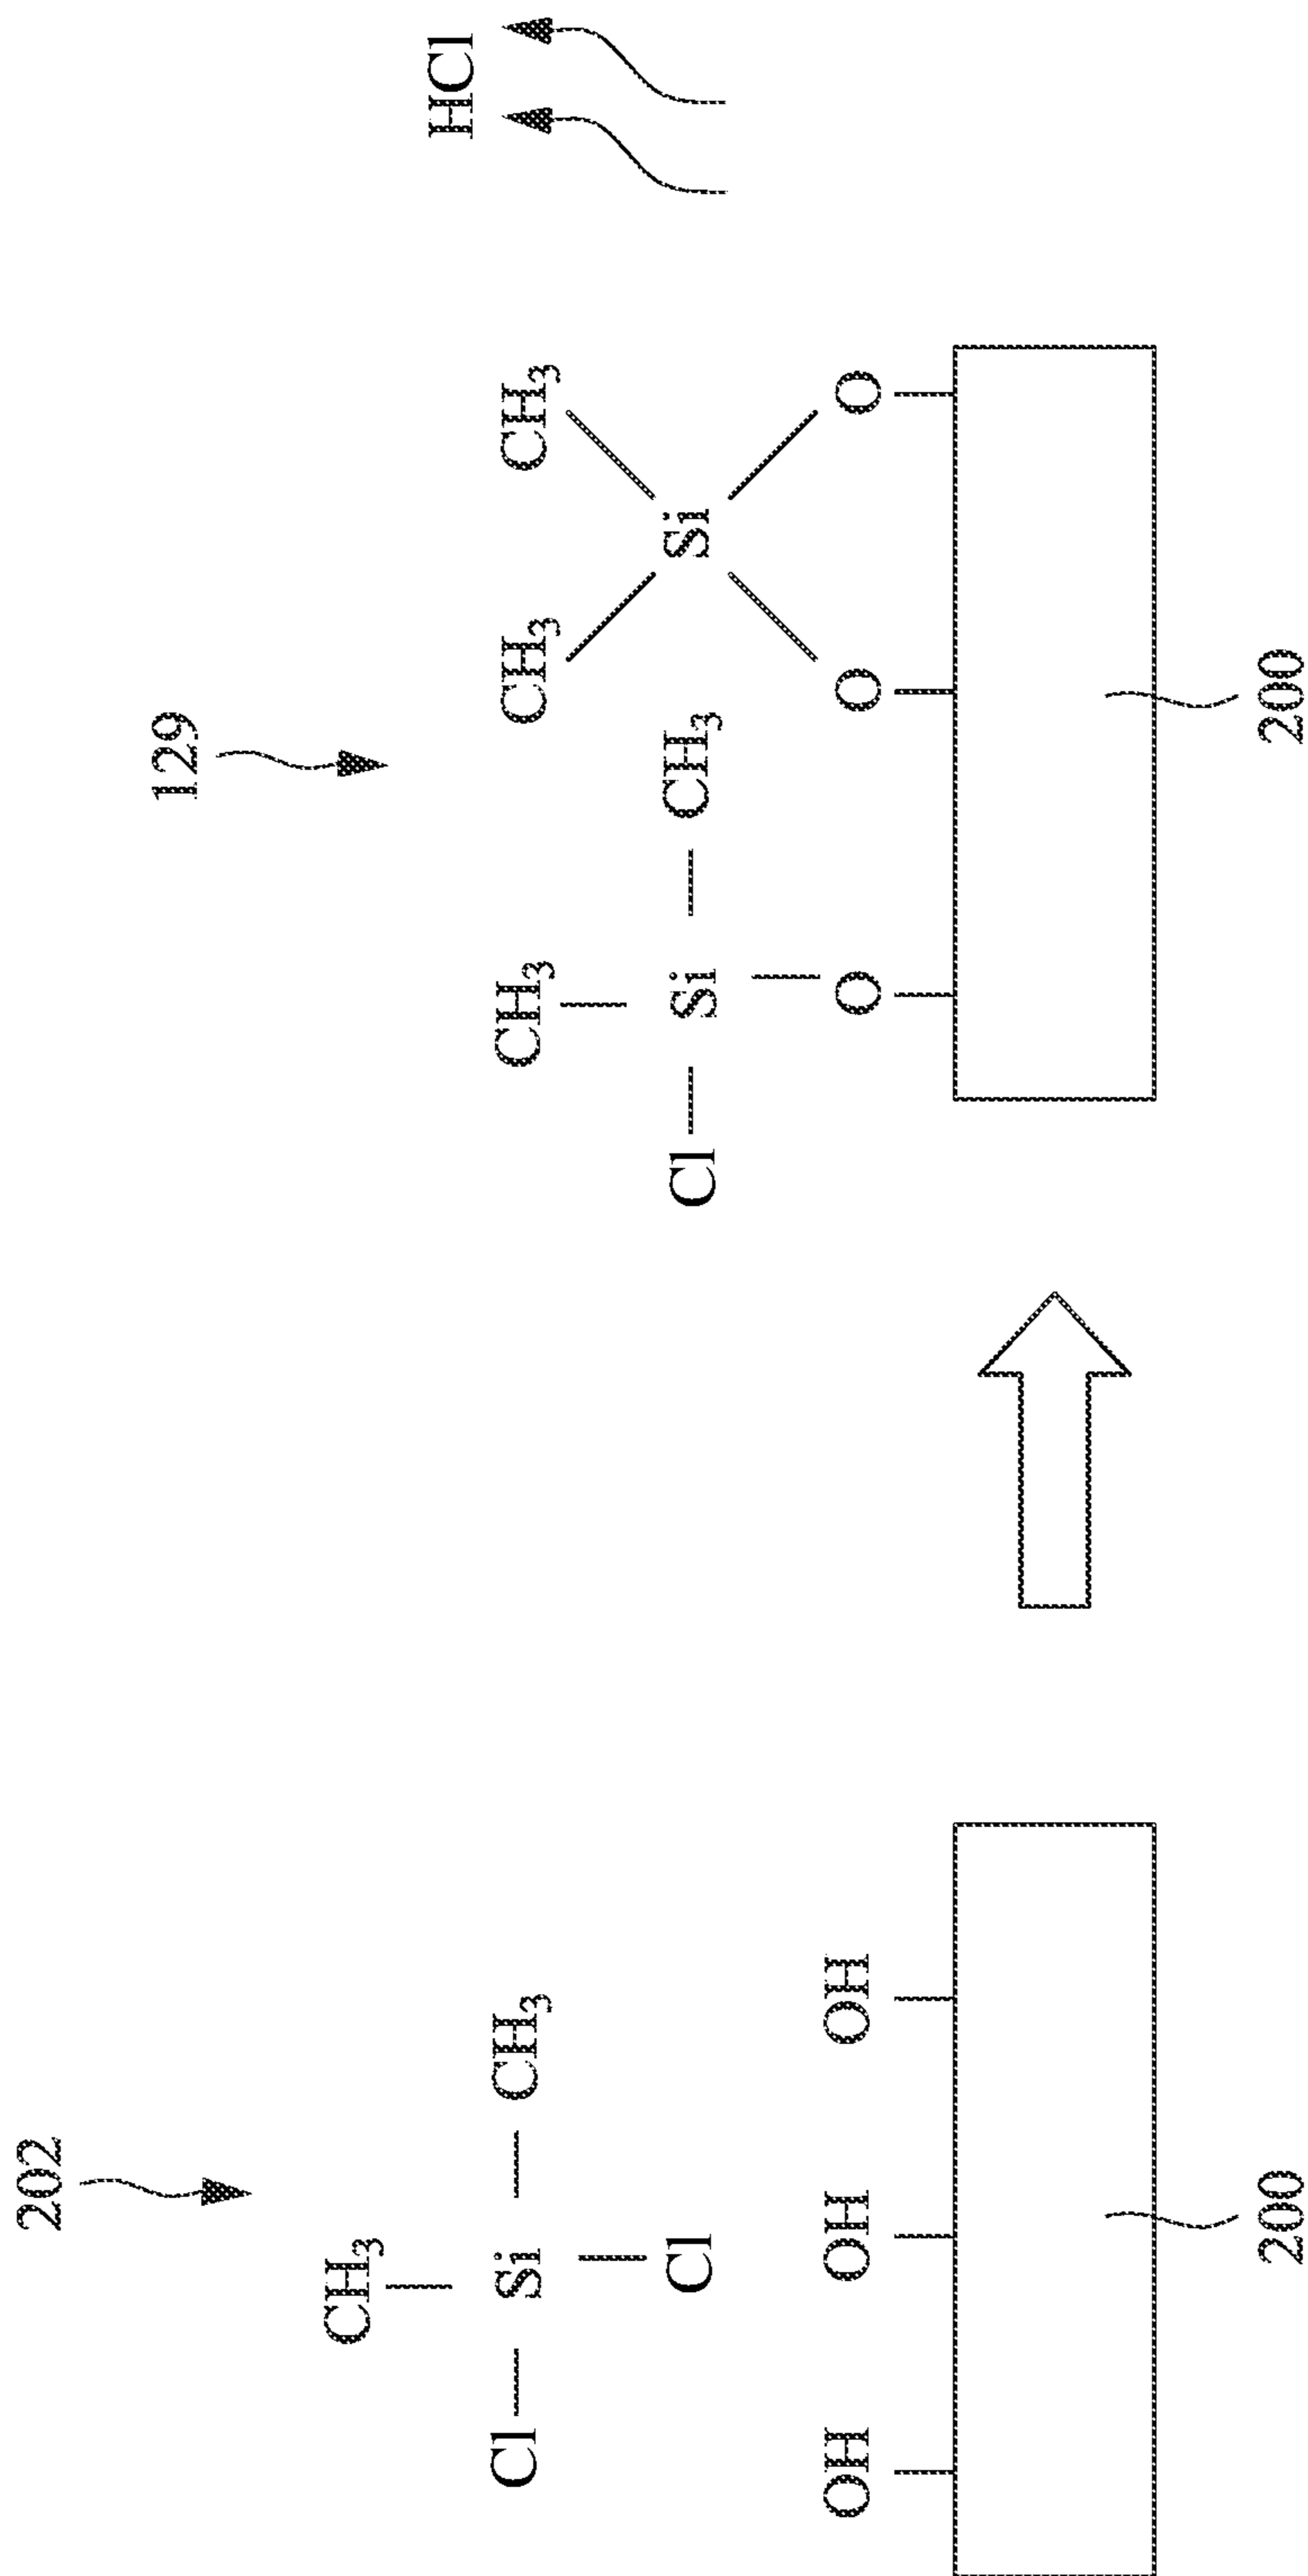 202
CH₃
Cl — Si — CH₃
Cl
OH OH OH
200
129
HCl
CH₃ CH₃ CH₃
Cl — Si — CH₃ Si
O O O
200